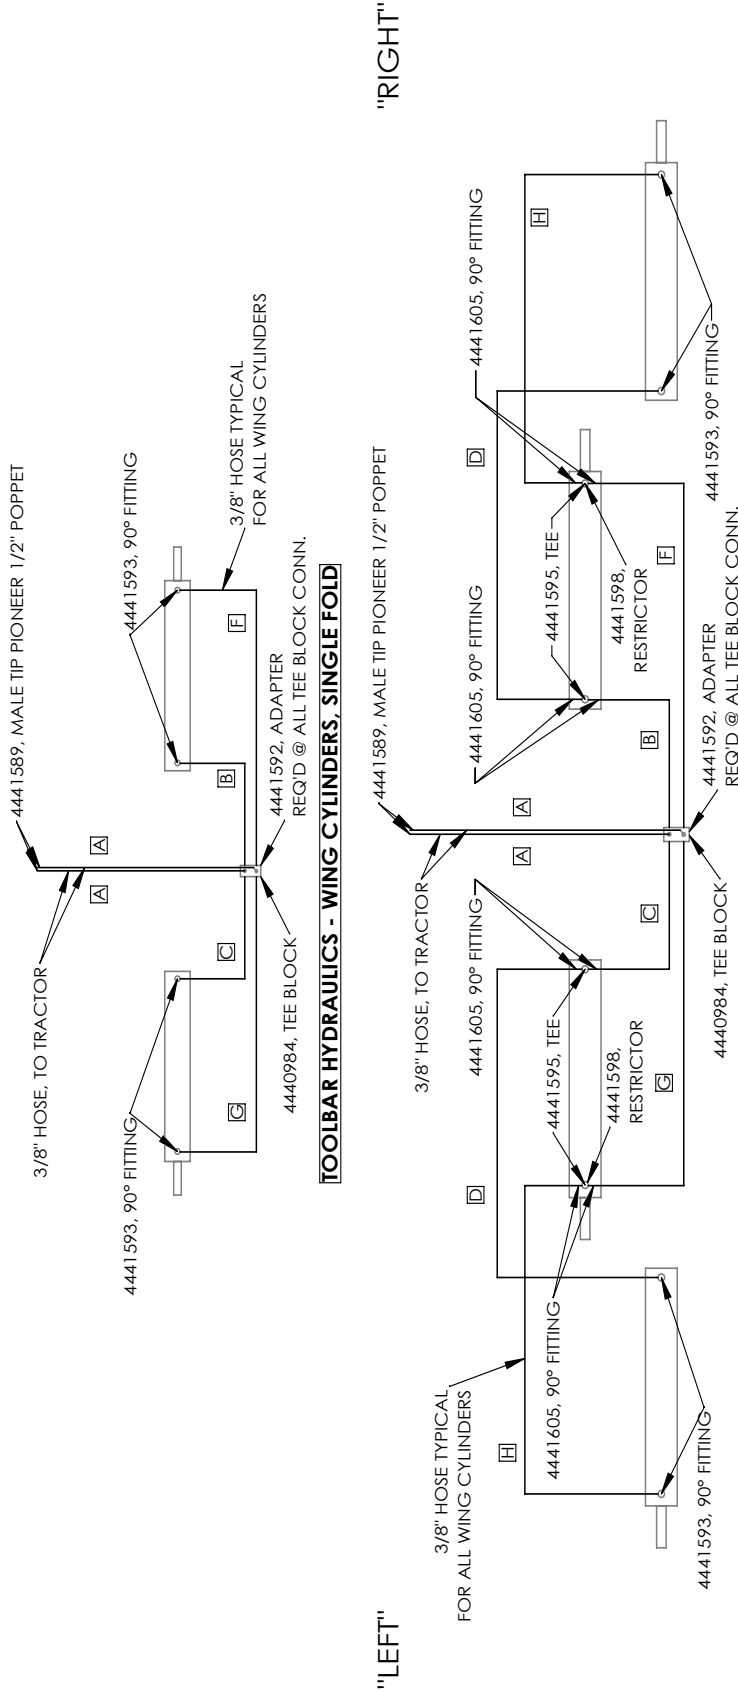 4441589, MALE TIP PIONEER 1/2" POPPET
3/8" HOSE, TO TRACTOR
A
A
4441593, 90° FITTING
4441593, 90° FITTING
3/8" HOSE TYPICAL
FOR ALL WING CYLINDERS
G
C
B
F
4440984, TEE BLOCK
4441592, ADAPTER
REQ'D @ ALL TEE BLOCK CONN.
TOOLBAR HYDRAULICS - WING CYLINDERS, SINGLE FOLD
"LEFT"
"RIGHT"
4441589, MALE TIP PIONEER 1/2" POPPET
3/8" HOSE, TO TRACTOR
A
A
3/8" HOSE TYPICAL
FOR ALL WING CYLINDERS
D
4441605, 90° FITTING
4441605, 90° FITTING
D
4441605, 90° FITTING
H
H
4441605, 90° FITTING
4441595, TEE
4441595, TEE
4441598,
RESTRICTOR
4441598,
RESTRICTOR
G
C
B
F
4441593, 90° FITTING
4440984, TEE BLOCK
4441592, ADAPTER
REQ'D @ ALL TEE BLOCK CONN.
4441593, 90° FITTING